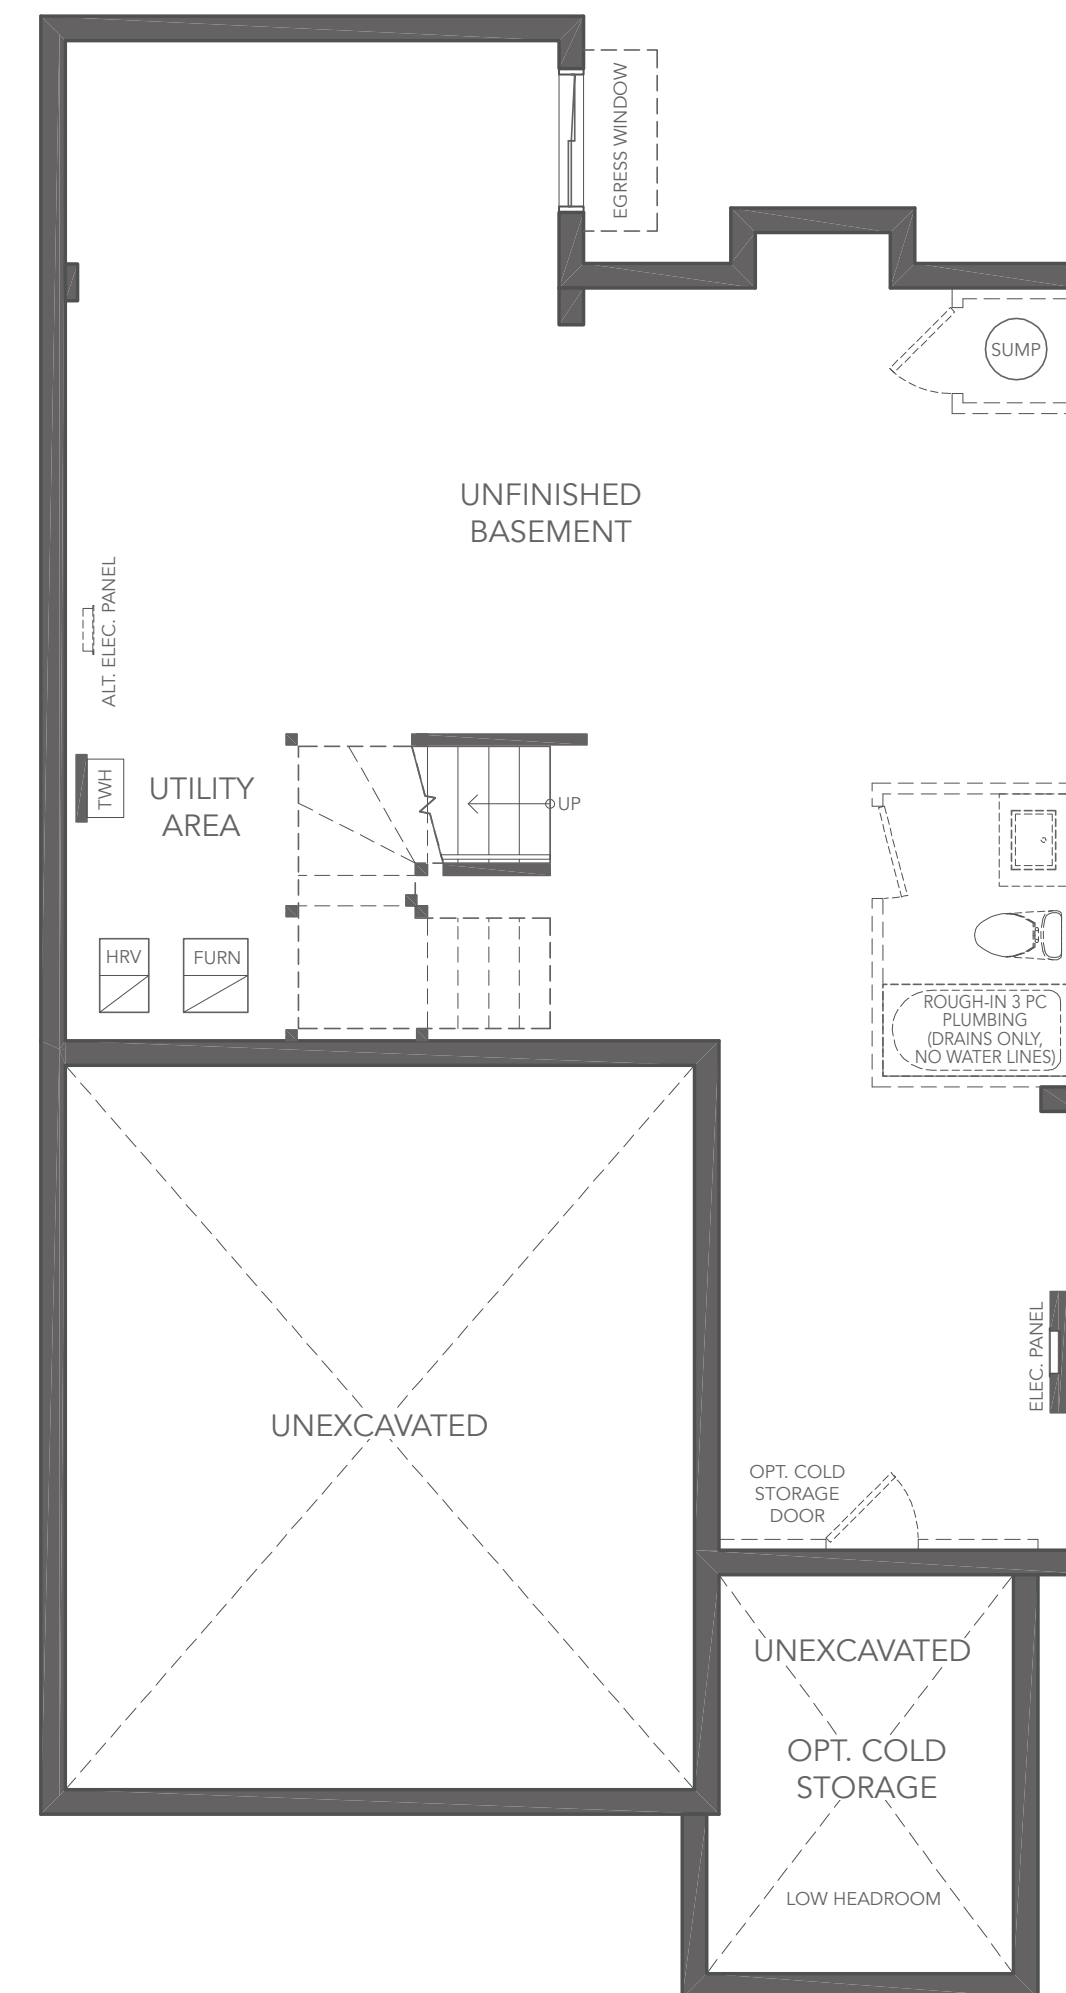 EGRESS WINDOW
SUMP
UNFINISHED
BASEMENT
ALT. ELEC. PANEL
TWH
UTILITY
AREA
UP
HRV
FURN
ROUGH-IN 3 PC
PLUMBING
(DRAINS ONLY,
NO WATER LINES)
ELEC. PANEL
UNEXCAVATED
OPT. COLD
STORAGE
DOOR
UNEXCAVATED
OPT. COLD
STORAGE
LOW HEADROOM